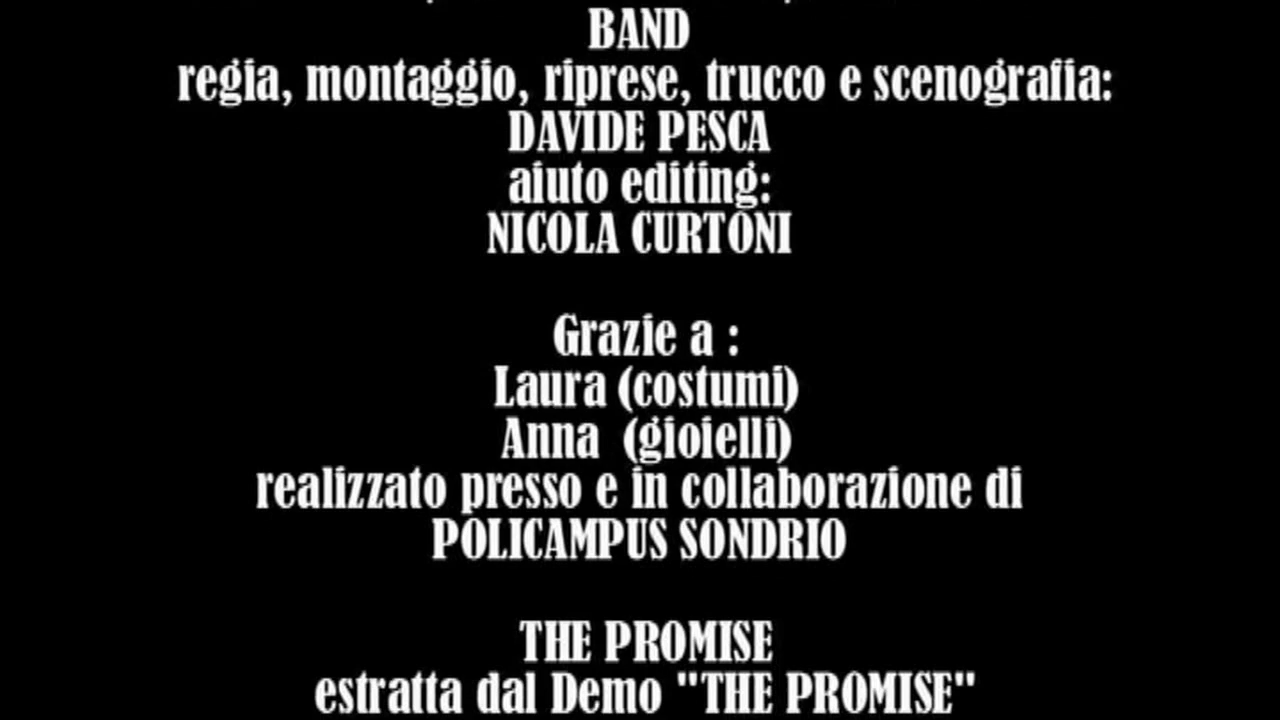 BAND
regia, montaggio, riprese, trucco e scenografia:
DAVIDE PESCA
aiuto editing:
NICOLA CURTONI
Grazie a :
Laura (costumi)
Anna (gioielli)
realizzato presso e in collaborazione di
POLICAMPUS SONDRIO
THE PROMISE
estratta dal Demo "THE PROMISE"